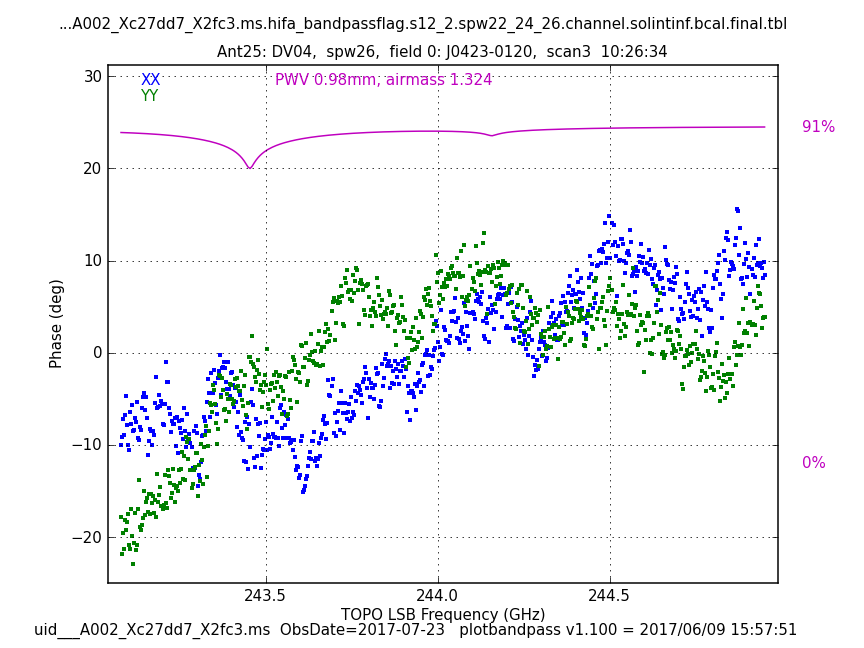 ...A002_Xc27dd7_X2fc3.ms.hifa_bandpassflag.s12_2.spw22_24_26.channel.solintinf.bcal.final.tbl
Ant25: DV04, spw26, field 0: J0423-0120, scan3 10:26:34
XX
YY
PWV 0.98mm, airmass 1.324
91%
0%
30
20
10
0
−10
−20
Phase (deg)
243.5 244.0 244.5
TOPO LSB Frequency (GHz)
uid___A002_Xc27dd7_X2fc3.ms ObsDate=2017-07-23 plotbandpass v1.100 = 2017/06/09 15:57:51